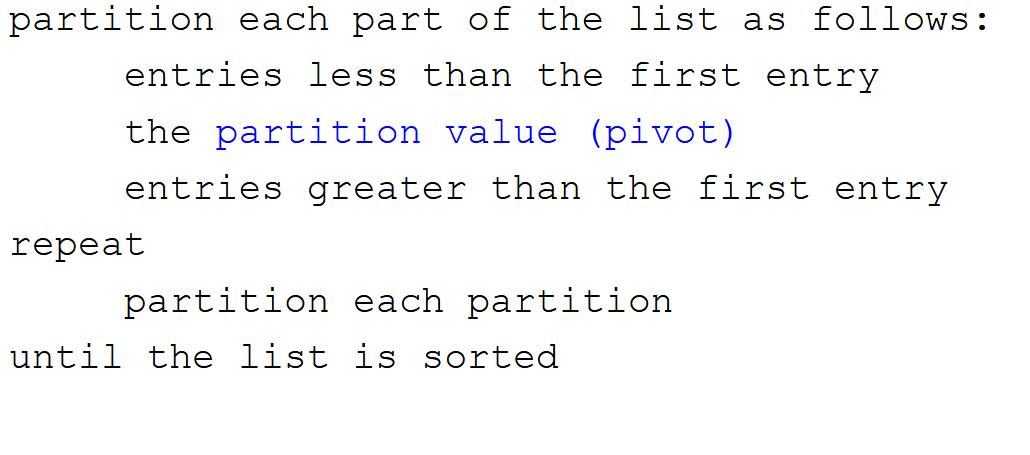 partition each part of the list as follows:
entries less than the first entry
the partition value (pivot)
entries greater than the first entry
repeat
partition each partition
until the list is sorted